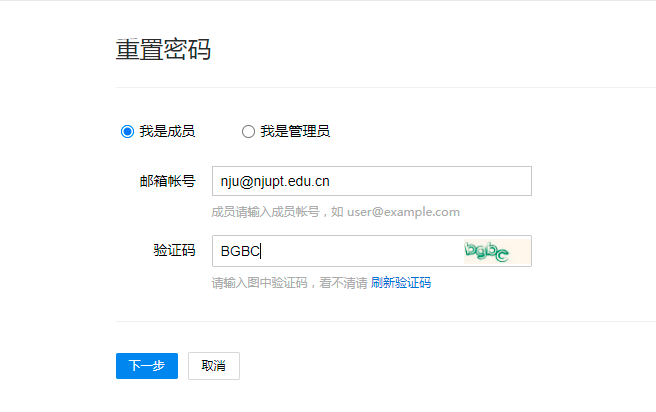 重置密码
我是成员 我是管理员
邮箱帐号 nju@njupt.edu.cn
成员请输入成员帐号，如 user@example.com
验证码 BGBC bgbc
请输入图中验证码，看不清请 刷新验证码
下一步 取消